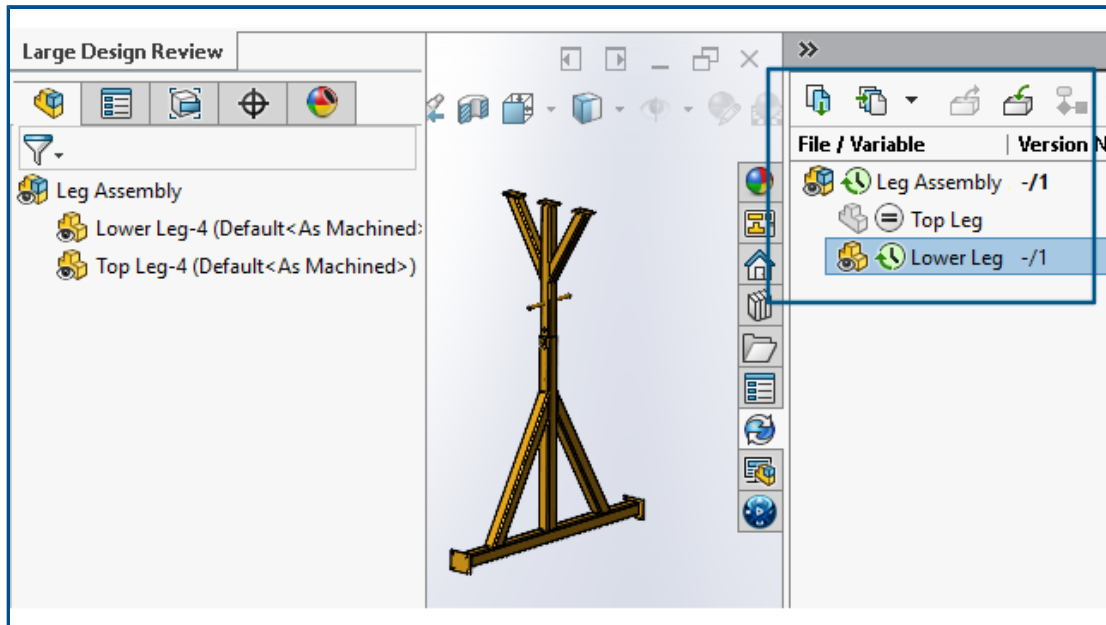 Large Design Review
Leg Assembly
Lower Leg-4 (Default<As Machined>
Top Leg-4 (Default<As Machined>)
File / Variable Version N
Leg Assembly -/1
Top Leg
Lower Leg -/1